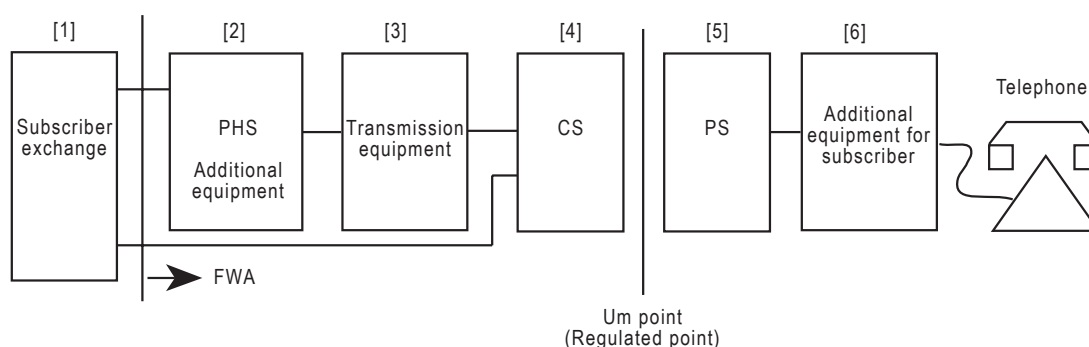 [1]
[2]
[3]
[4]
[5]
[6]
Subscriber
exchange
PHS
Additional
equipment
Transmission
equipment
CS
PS
Additional
equipment for
subscriber
Telephone
FWA
Um point
(Regulated point)